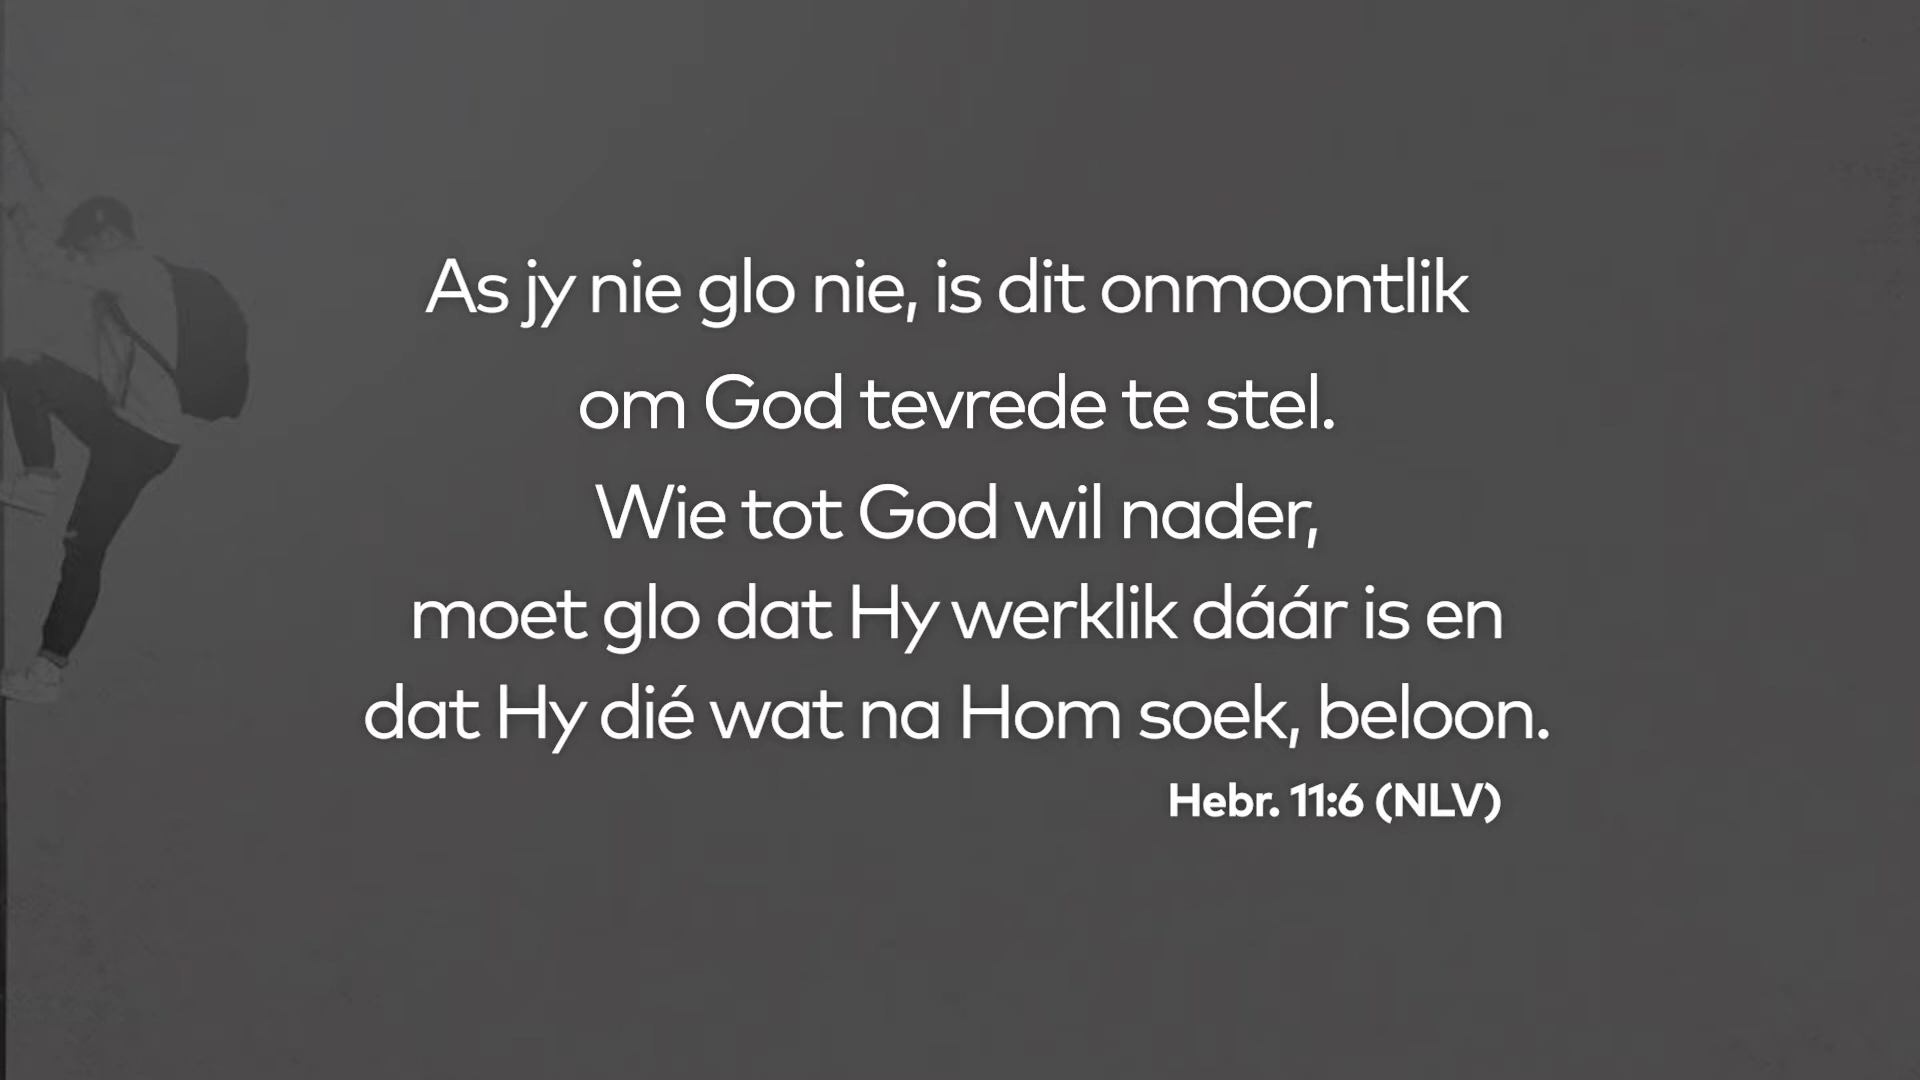 As jy nie glo nie, is dit onmoontlik
om God tevrede te stel.
Wie tot God wil nader,
moet glo dat Hy werklik dáár is en
dat Hy dié wat na Hom soek, beloon.
Hebr. 11:6 (NLV)